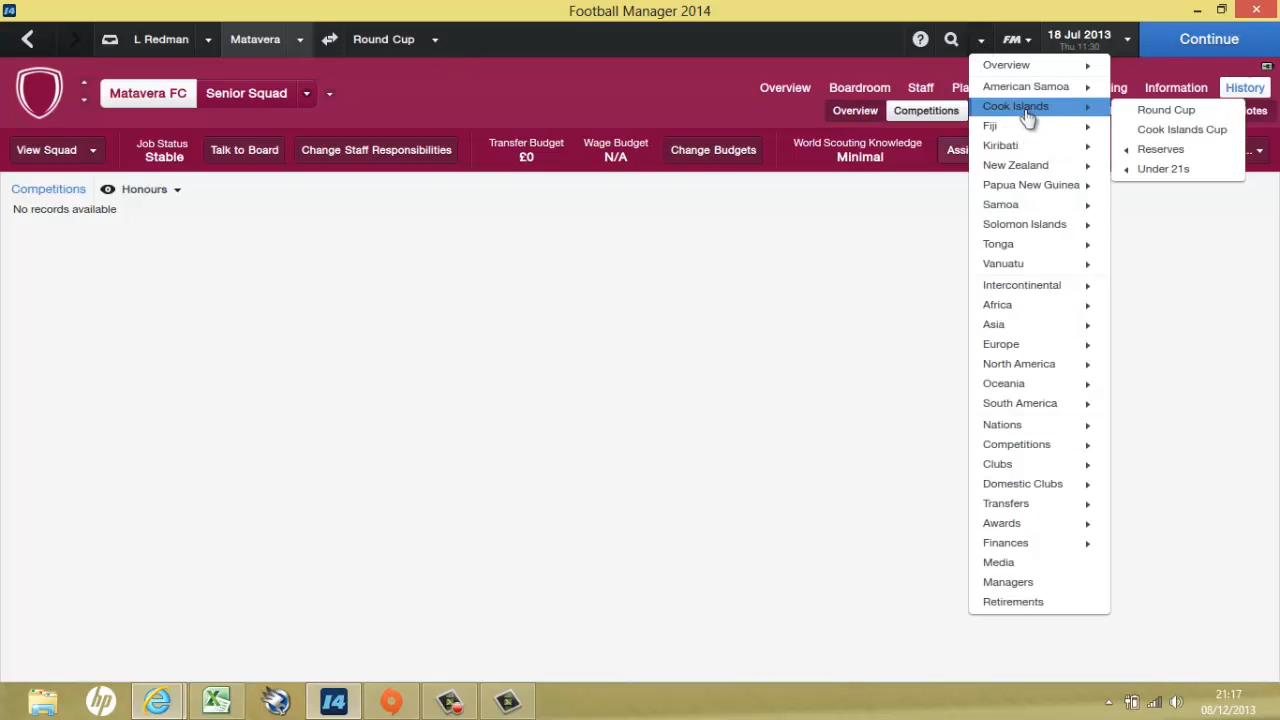 Football Manager 2014
L Redman
Matavera
Round Cup
FM
18 Jul 2013
Thu 11:30
Continue
Matavera FC
Senior Squad
Overview
Boardroom
Staff
Information
History
Overview
Competitions
View Squad
Job Status
Stable
Talk to Board
Change Staff Responsibilities
Transfer Budget
£0
Wage Budget
N/A
Change Budgets
World Scouting Knowledge
Minimal
Competitions
Honours
No records available
Overview
American Samoa
Cook Islands
Fiji
Kiribati
New Zealand
Papua New Guinea
Samoa
Solomon Islands
Tonga
Vanuatu
Intercontinental
Africa
Asia
Europe
North America
Oceania
South America
Nations
Competitions
Clubs
Domestic Clubs
Transfers
Awards
Finances
Media
Managers
Retirements
Round Cup
Cook Islands Cup
Reserves
Under 21s
14
21:17
08/12/2013